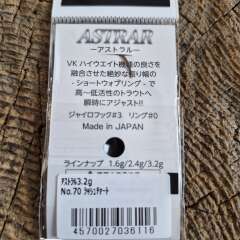 ASTRAR
ーアストラルー
VK ハイウエイト機種の良さを
融合させた絶妙な振り幅の
- ショートウォブリング - で
高～低活性のトラウトへ
瞬時にアジャスト!!
ジャイロフック#3 リング#0
Made in JAPAN
ラインナップ 1.6g/2.4g/3.2g
ｱｽﾄﾗﾙ3.2g
No.70
4570027036116